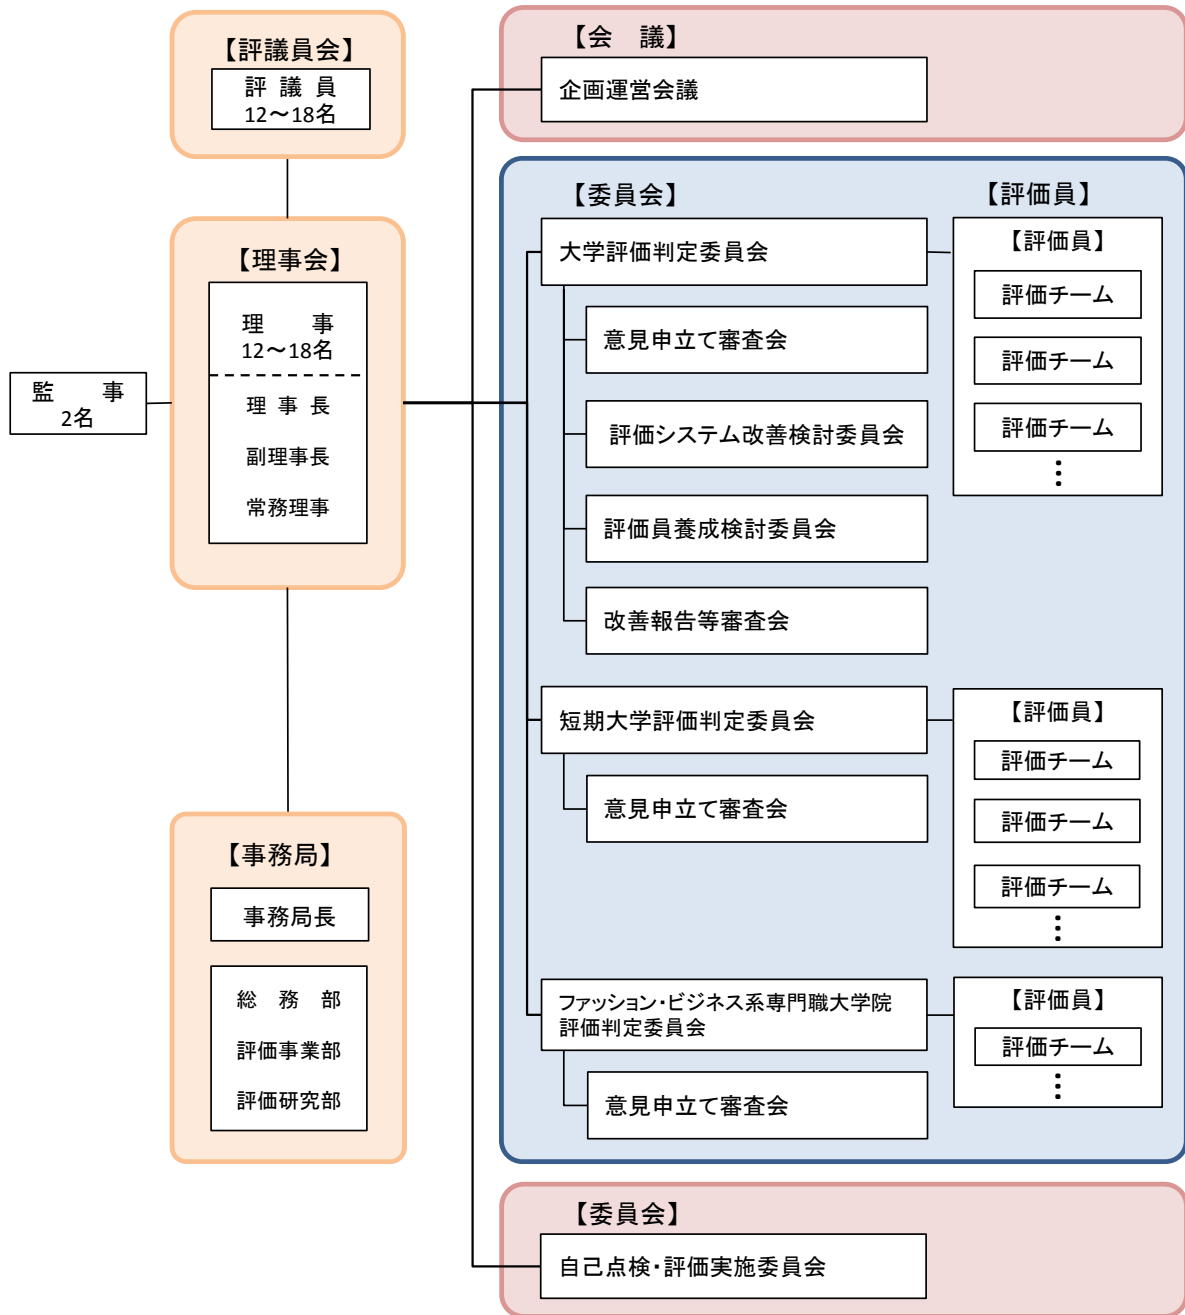 【評議員会】
評 議 員
12～18名
【理事会】
理　　事
12～18名
理 事 長
副理事長
常務理事
監　　事
2名
【事務局】
事務局長
総　務　部
評価事業部
評価研究部
【会　議】
企画運営会議
【委員会】
【評価員】
大学評価判定委員会
意見申立て審査会
評価システム改善検討委員会
評価員養成検討委員会
改善報告等審査会
【評価員】
評価チーム
評価チーム
評価チーム
⋮
短期大学評価判定委員会
意見申立て審査会
【評価員】
評価チーム
評価チーム
評価チーム
⋮
ファッション・ビジネス系専門職大学院
評価判定委員会
意見申立て審査会
【評価員】
評価チーム
⋮
【委員会】
自己点検・評価実施委員会